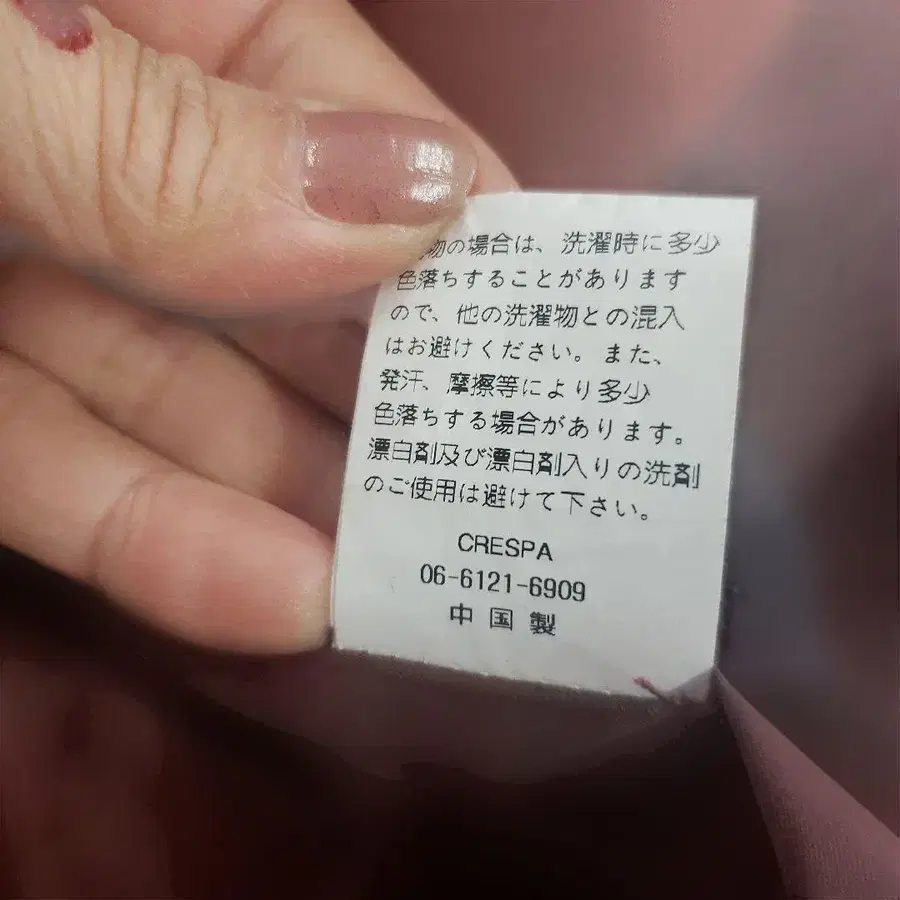 物の場合は、洗濯時に多少
色落ちすることがあります
ので、他の洗濯物との混入
はお避けください。また、
発汗、摩擦等により多少
色落ちする場合があります。
漂白剤及び漂白剤入りの洗剤
のご使用は避けて下さい。
CRESPA
06-6121-6909
中国製